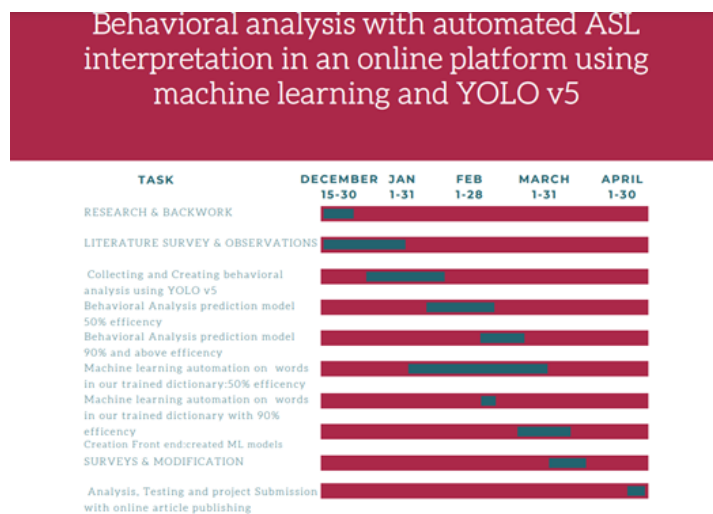 Behavioral analysis with automated ASL
interpretation in an online platform using
machine learning and YOLO v5
TASK DECEMBER JAN FEB MARCH APRIL
15-30 1-31 1-28 1-31 1-30
RESEARCH & BACKWORK
LITERATURE SURVEY & OBSERVATIONS
Collecting and Creating behavioral
analysis using YOLO v5
Behavioral Analysis prediction model
50% efficency
Behavioral Analysis prediction model
90% and above efficency
Machine learning automation on words
in our trained dictionary:50% efficency
Machine learning automation on words
in our trained dictionary with 90%
efficency
Creation Front end:created ML models
SURVEYS & MODIFICATION
Analysis, Testing and project Submission
with online article publishing